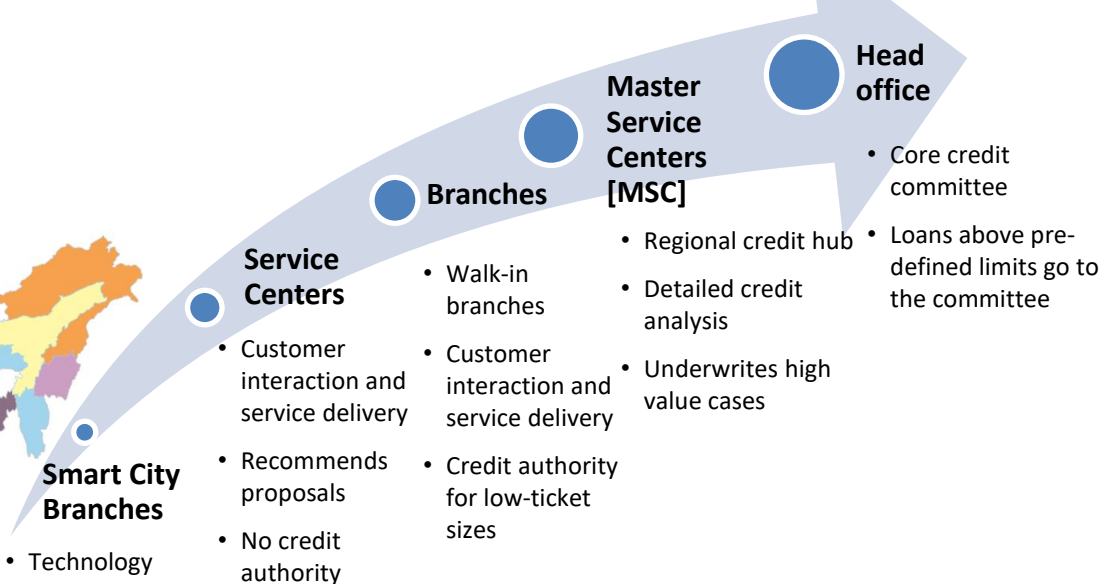 Smart City
Branches
• Technology
Service
Centers
• Customer
interaction and
service delivery
• Recommends
proposals
• No credit
authority
Branches
• Walk-in
branches
• Customer
interaction and
service delivery
• Credit authority
for low-ticket
sizes
Master
Service
Centers
[MSC]
• Regional credit hub
• Detailed credit
analysis
• Underwrites high
value cases
Head
office
• Core credit
committee
• Loans above pre-
defined limits go to
the committee